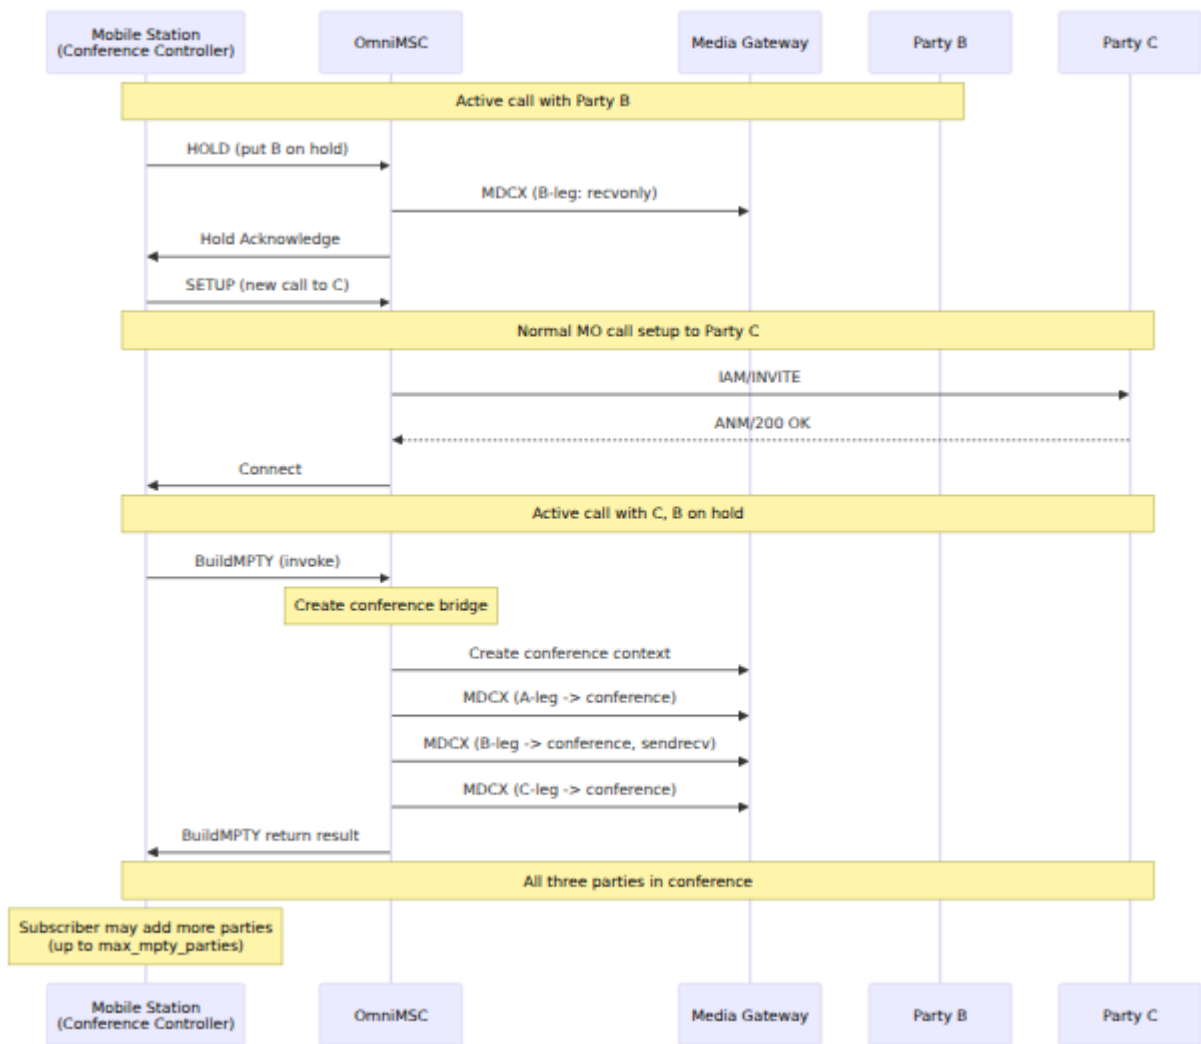 Mobile Station
(Conference Controller)
OmniMSC
Media Gateway
Party B
Party C
Active call with Party B
HOLD (put B on hold)
MDCX (B-leg: recvonly)
Hold Acknowledge
SETUP (new call to C)
Normal MO call setup to Party C
IAM/INVITE
ANM/200 OK
Connect
Active call with C, B on hold
BuildMPTY (invoke)
Create conference bridge
Create conference context
MDCX (A-leg -> conference)
MDCX (B-leg -> conference, sendrecv)
MDCX (C-leg -> conference)
BuildMPTY return result
All three parties in conference
Subscriber may add more parties
(up to max_mpty_parties)
Mobile Station
(Conference Controller)
OmniMSC
Media Gateway
Party B
Party C